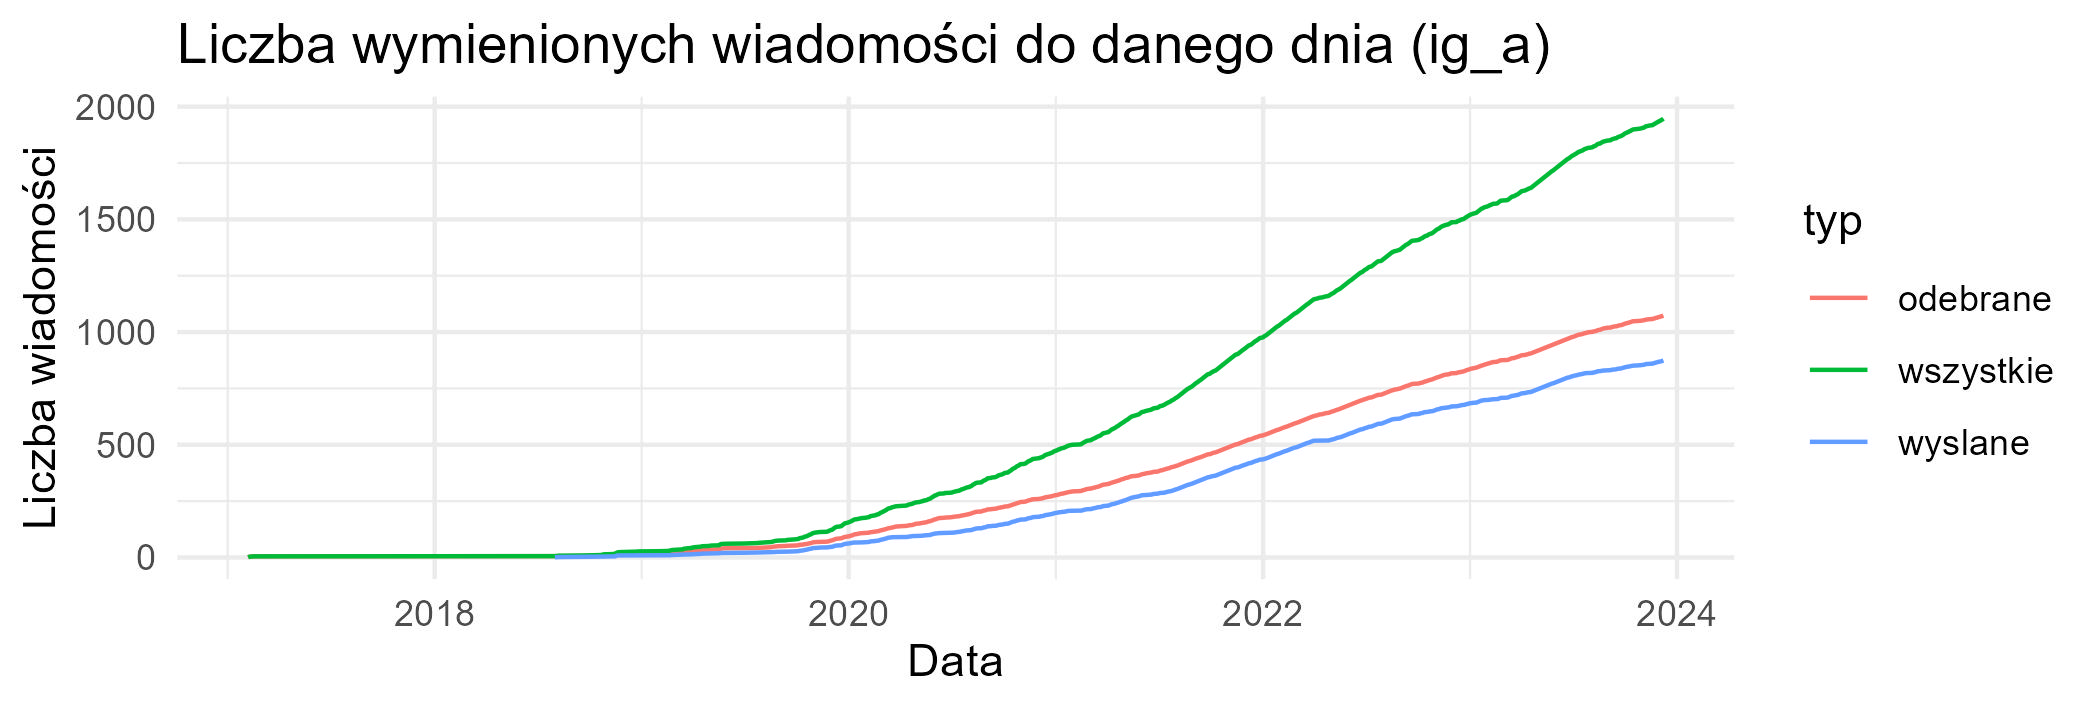 Liczba wymienionych wiadomości do danego dnia (ig_a)
Liczba wiadomości
2000
1500
1000
500
0
2018
2020
2022
2024
Data
typ
odebrane
wszystkie
wyslane